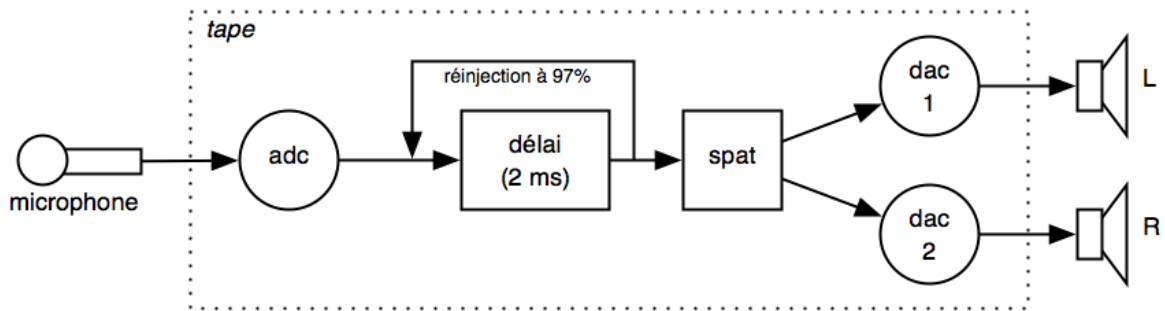 tape
réinjection à 97%
microphone
adc
délai
(2 ms)
spat
dac
1
L
dac
2
R